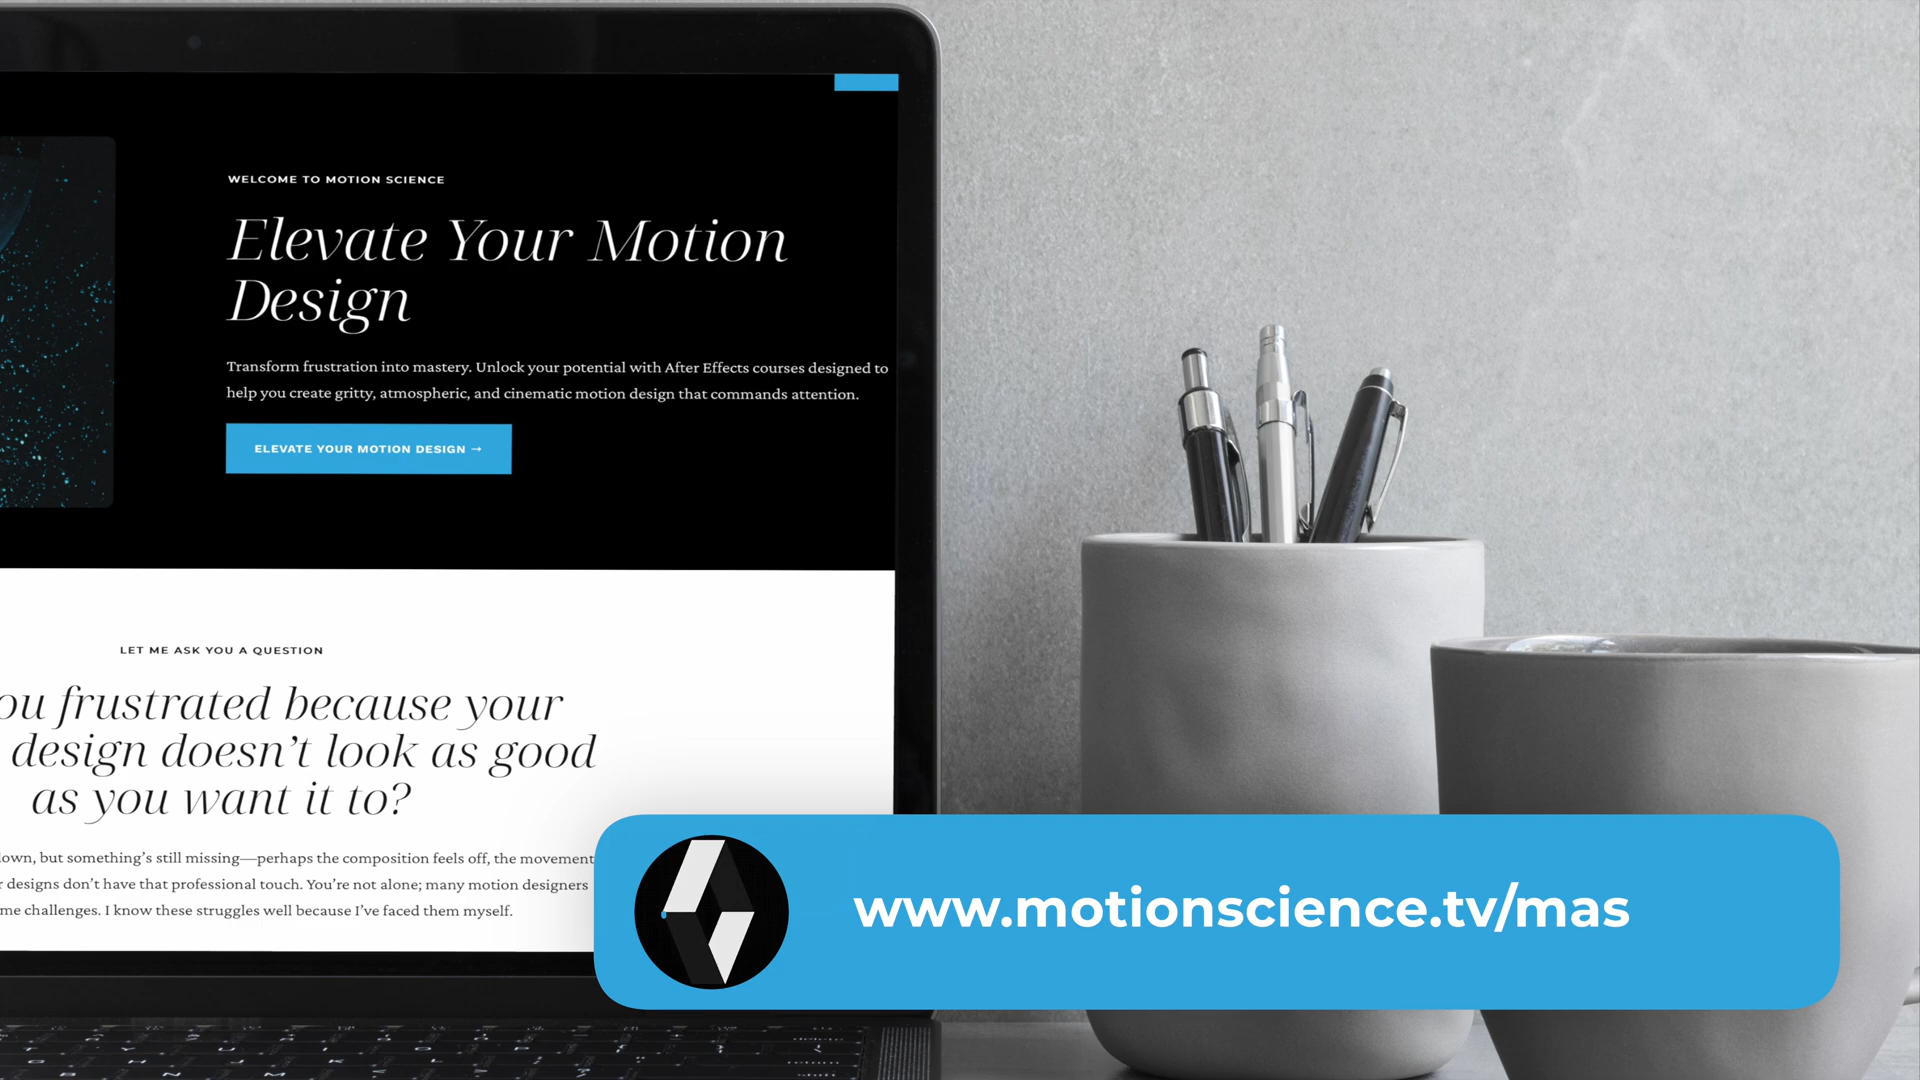 WELCOME TO MOTION SCIENCE
Elevate Your Motion
Design
Transform frustration into mastery. Unlock your potential with After Effects courses designed to
help you create gritty, atmospheric, and cinematic motion design that commands attention.
ELEVATE YOUR MOTION DESIGN →
LET ME ASK YOU A QUESTION
frustrated because your
design doesn’t look as good
as you want it to?
but something’s still missing—perhaps the composition feels off, the movement
designs don’t have that professional touch. You’re not alone; many motion designers
challenges. I know these struggles well because I’ve faced them myself.
www.motionscience.tv/mas